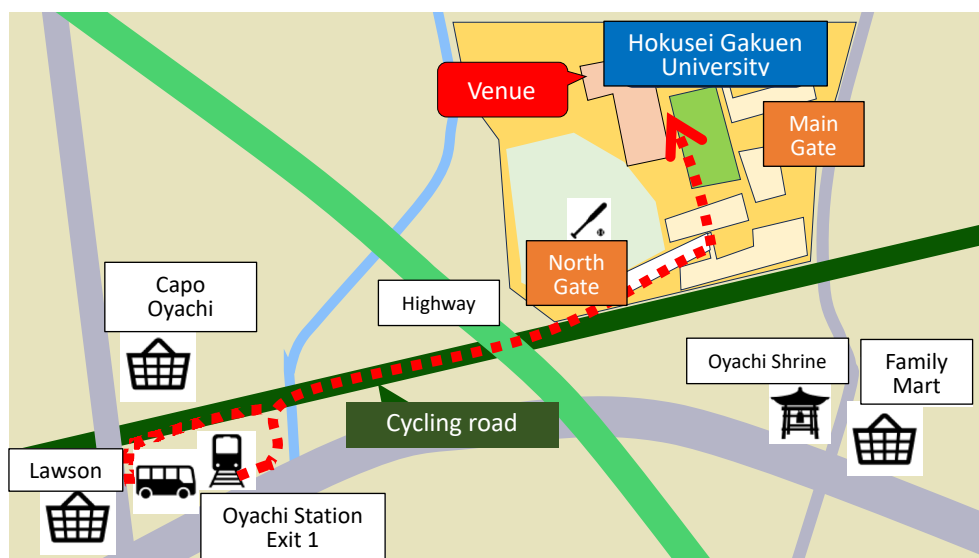 Hokusei Gakuen
University
Venue
Main
Gate
North
Gate
Capo
Oyachi
Highway
Oyachi Shrine
Family
Mart
Cycling road
Lawson
Oyachi Station
Exit 1